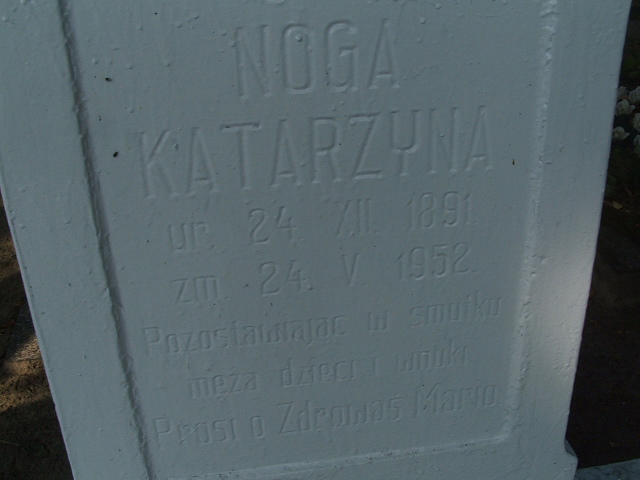 NOGA
KATARZYNA
ur. 24. XII. 1891.
zm. 24. V. 1952.
Pozostawiając w smutku
męża dzieci i wnuki
Prosi o Zdrowaś Mario